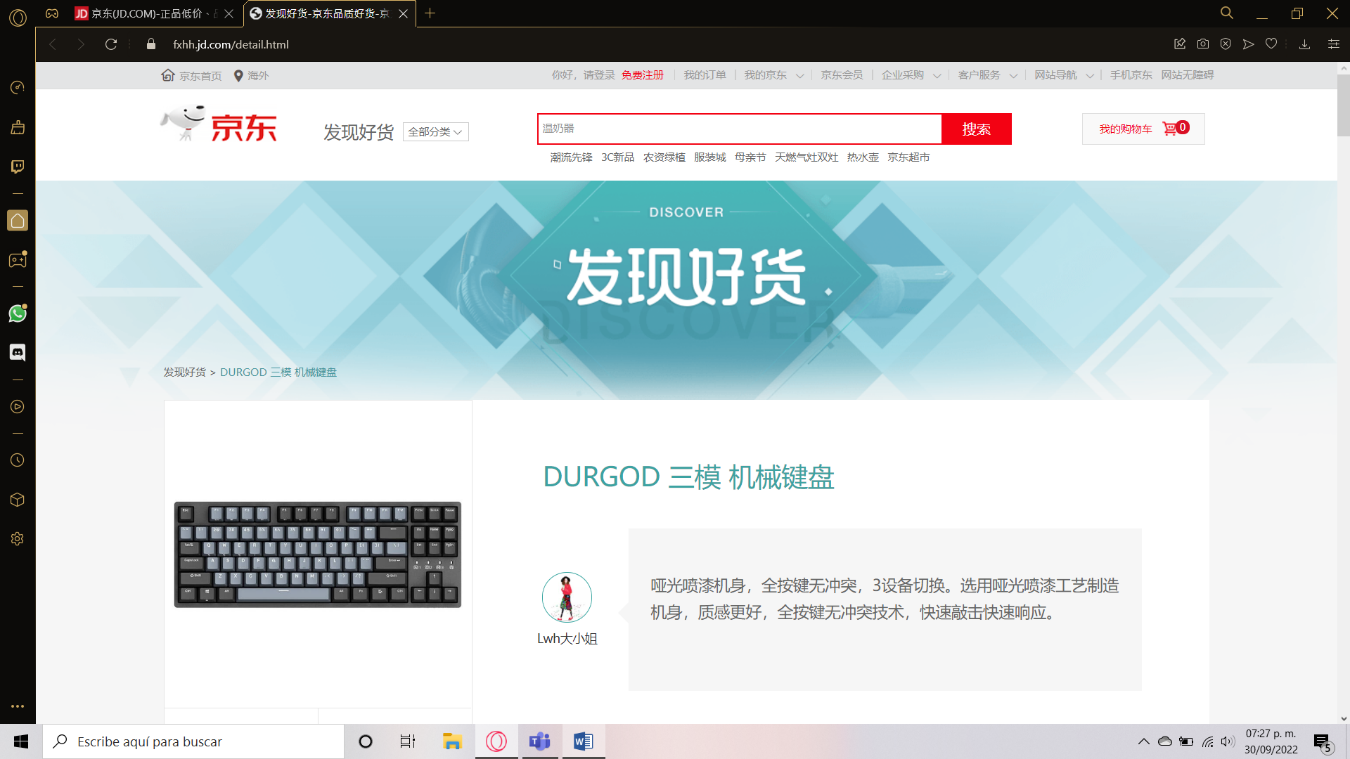 京东(JD.COM)-正品低价、
发现好货-京东品质好货-京
fxhh.jd.com/detail.html
京东首页 海外 你好，请登录 免费注册 我的订单 我的京东 京东会员 企业采购 客户服务 网站导航 手机京东 网站无障碍
京东 发现好货 全部分类 温奶器 搜索 我的购物车 0
潮流先锋 3C新品 农资绿植 服装城 母亲节 天燃气灶双灶 热水壶 京东超市
DISCOVER
发现好货
DISCOVER
发现好货 > DURGOD 三模 机械键盘
DURGOD 三模 机械键盘
哑光喷漆机身，全按键无冲突，3设备切换。选用哑光喷漆工艺制造
机身，质感更好，全按键无冲突技术，快速敲击快速响应。
Lwh大小姐
Escribe aquí para buscar
07:27 p. m.
30/09/2022
5